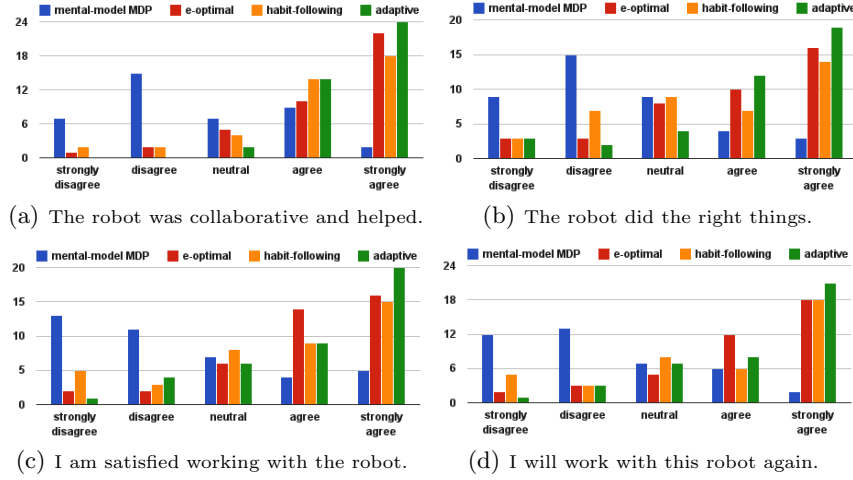 mental-model MDP e-optimal habit-following adaptive
24
18
12
6
0
strongly disagree disagree neutral agree strongly agree
(a) The robot was collaborative and helped.
mental-model MDP e-optimal habit-following adaptive
20
15
10
5
0
strongly disagree disagree neutral agree strongly agree
(b) The robot did the right things.
mental-model MDP e-optimal habit-following adaptive
20
15
10
5
0
strongly disagree disagree neutral agree strongly agree
(c) I am satisfied working with the robot.
mental-model MDP e-optimal habit-following adaptive
24
18
12
6
0
strongly disagree disagree neutral agree strongly agree
(d) I will work with this robot again.